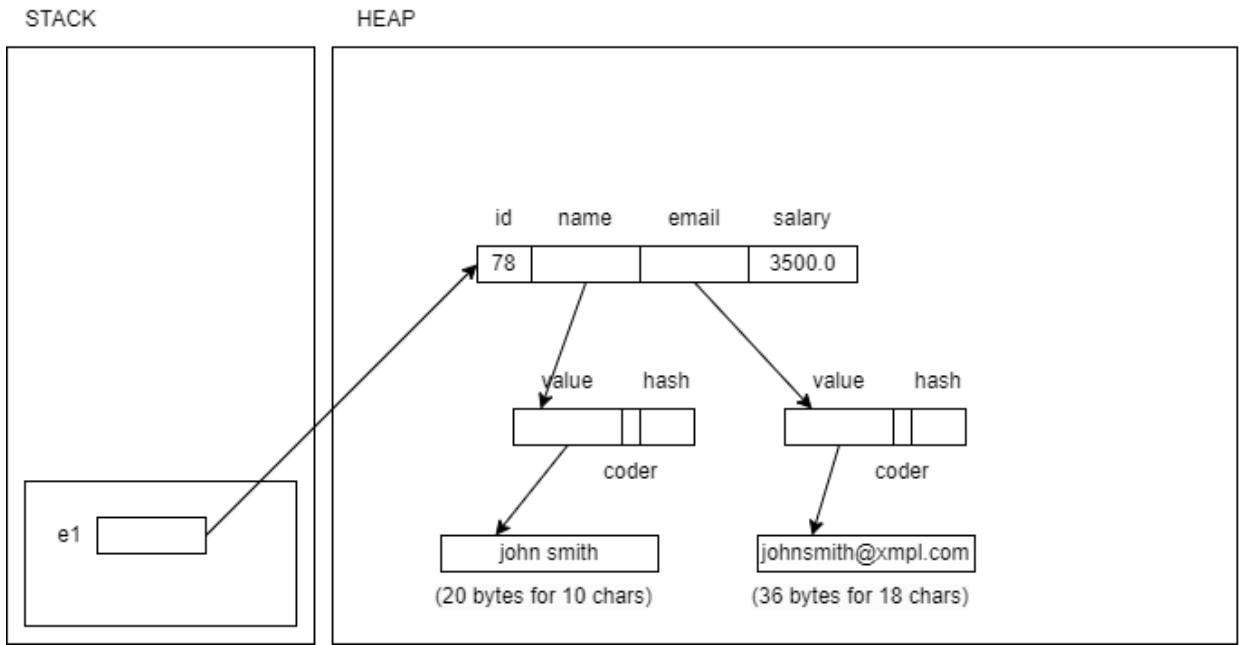 STACK HEAP
id name email salary
78 3500.0
value hash value hash
coder coder
e1
john smith johnsmith@xmpl.com
(20 bytes for 10 chars) (36 bytes for 18 chars)